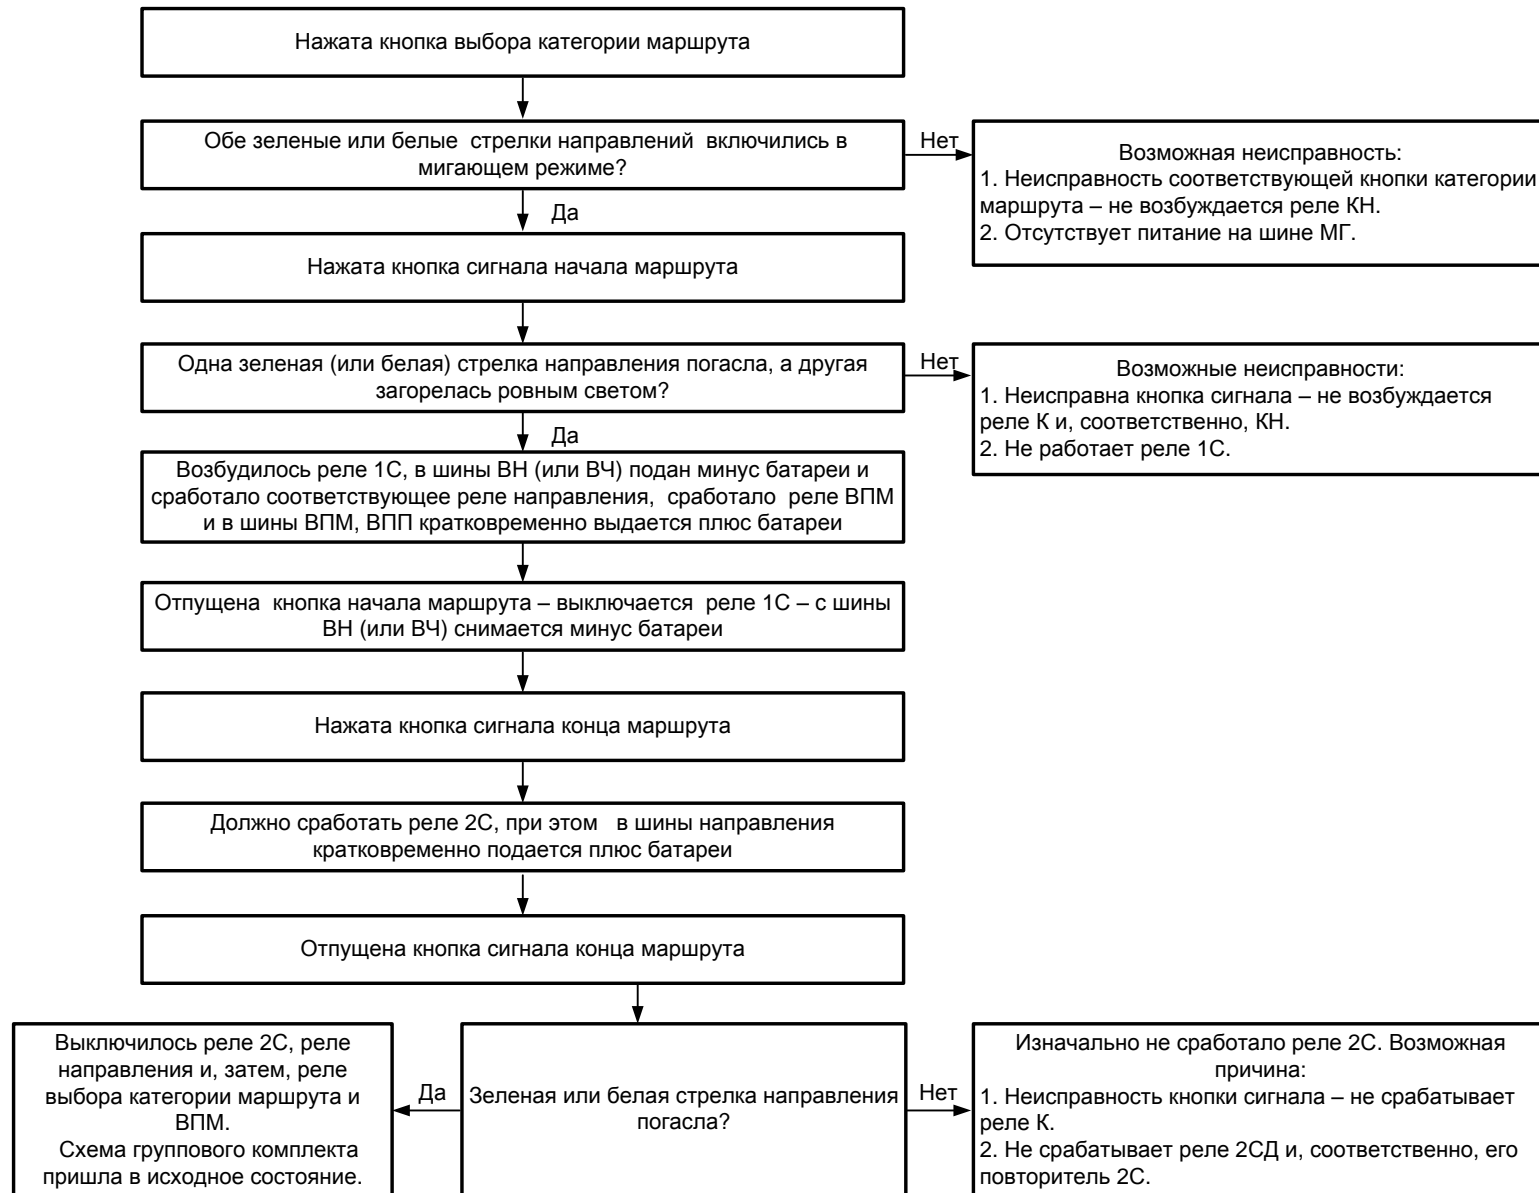 Нажата кнопка выбора категории маршрута
Обе зеленые или белые стрелки направлений включились в
мигающем режиме?
Нет
Возможная неисправность:
1. Неисправность соответствующей кнопки категории
маршрута – не возбуждается реле КН.
2. Отсутствует питание на шине МГ.
Да
Нажата кнопка сигнала начала маршрута
Одна зеленая (или белая) стрелка направления погасла, а другая
загорелась ровным светом?
Нет
Возможные неисправности:
1. Неисправна кнопка сигнала – не возбуждается
реле К и, соответственно, КН.
2. Не работает реле 1С.
Да
Возбудилось реле 1С, в шины ВН (или ВЧ) подан минус батареи и
сработало соответствующее реле направления, сработало реле ВПМ
и в шины ВПМ, ВПП кратковременно выдается плюс батареи
Отпущена кнопка начала маршрута – выключается реле 1С – с шины
ВН (или ВЧ) снимается минус батареи
Нажата кнопка сигнала конца маршрута
Должно сработать реле 2С, при этом в шины направления
кратковременно подается плюс батареи
Отпущена кнопка сигнала конца маршрута
Выключилось реле 2С, реле
направления и, затем, реле
выбора категории маршрута и
ВПМ.
Схема группового комплекта
пришла в исходное состояние.
Да
Зеленая или белая стрелка направления
погасла?
Нет
Изначально не сработало реле 2С. Возможная
причина:
1. Неисправность кнопки сигнала – не срабатывает
реле К.
2. Не срабатывает реле 2СД и, соответственно, его
повторитель 2С.